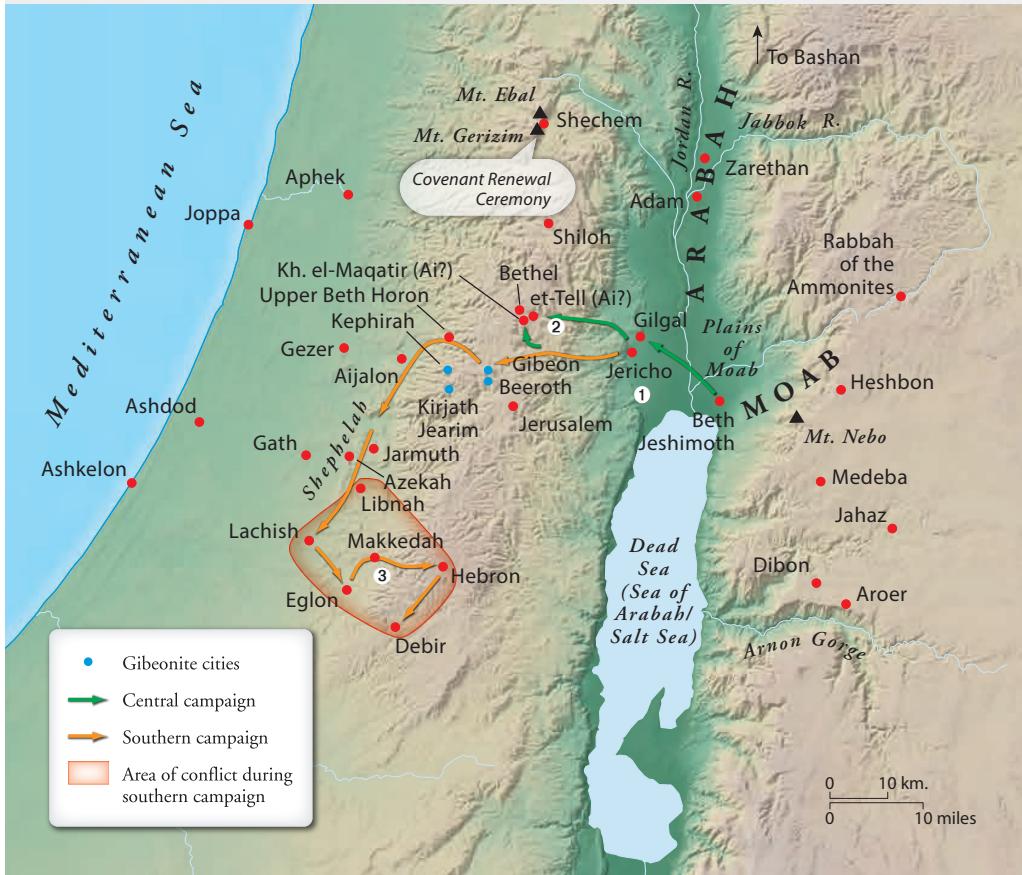 Mediterranean Sea
To Bashan
Mt. Ebal
Shechem
Mt. Gerizim
Covenant Renewal
Ceremony
Jordan R.
ARABAH
Jabbok R.
Zarethan
Adam
Aphek
Joppa
Shiloh
Rabbah
of the
Ammonites
Kh. el-Maqatir (Ai?)
Bethel
et-Tell (Ai?)
Upper Beth Horon
Kephirah
2
Gilgal
Plains
of
Moab
Gezer
Aijalon
Gibeon
Beeroth
Jericho
1
MOAB
Heshbon
Kirjath
Jearim
Jerusalem
Beth
Jeshimoth
Mt. Nebo
Ashdod
Shephelah
Gath
Jarmuth
Azekah
Ashkelon
Libnah
Medeba
Lachish
Makkedah
3
Hebron
Jahaz
Dead
Sea
(Sea of
Arabah/
Salt Sea)
Dibon
Aroer
Eglon
Debir
Arnon Gorge
Gibeonite cities
Central campaign
Southern campaign
Area of conflict during
southern campaign
0 10 km.
0 10 miles